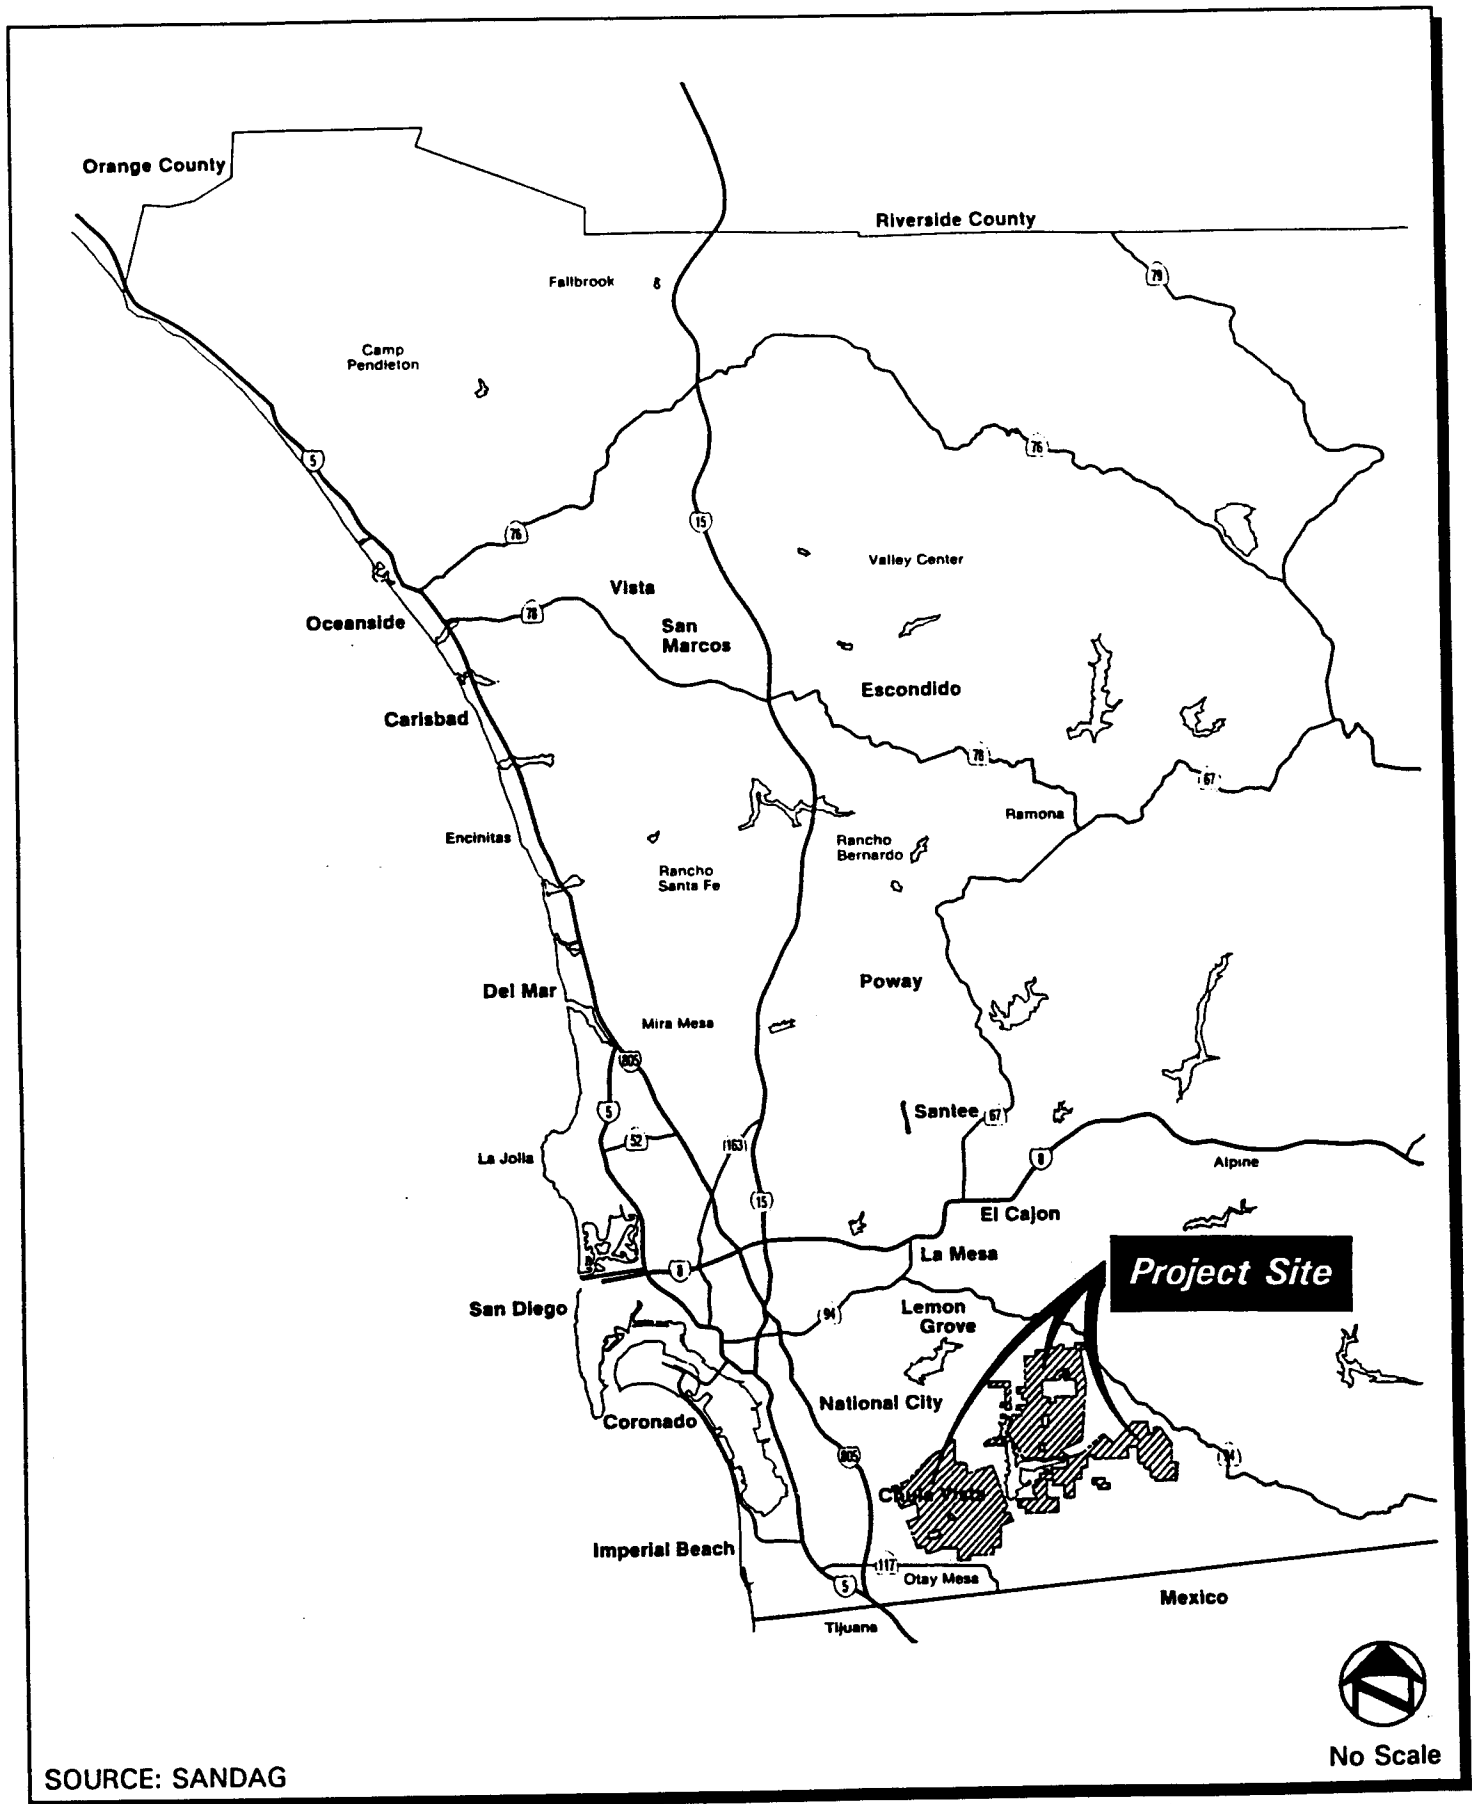 Orange County
Riverside County
79
Fallbrook
Camp
Pendleton
76
5
15
76
Valley Center
Vista
78
Oceanside
San
Marcos
Escondido
Carlsbad
78
67
Ramona
Encinitas
Rancho
Bernardo
Rancho
Santa Fe
Poway
Del Mar
Mira Mesa
805
5
Santee
67
52
163
La Jolla
8
Alpine
15
El Cajon
La Mesa
Project Site
8
San Diego
Lemon
Grove
94
National City
Coronado
805
94
Chula Vista
Imperial Beach
117
Otay Mesa
5
Mexico
Tijuana
N
No Scale
SOURCE: SANDAG